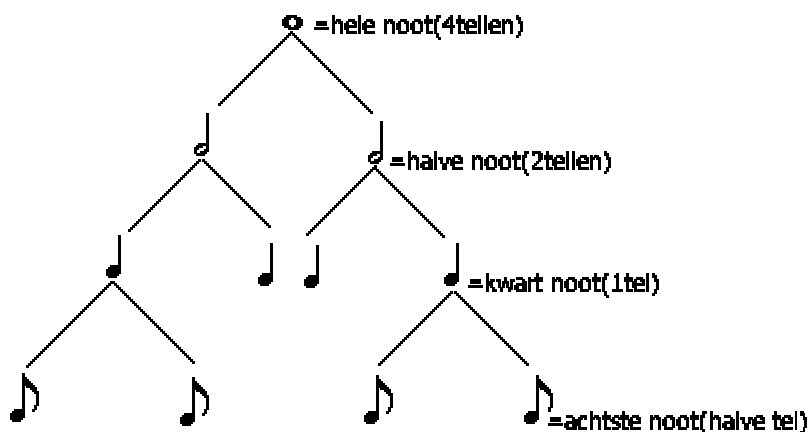 =hele noot(4tellen)
=halve noot(2tellen)
=kwart noot(1tel)
=achtste noot(halve tel)